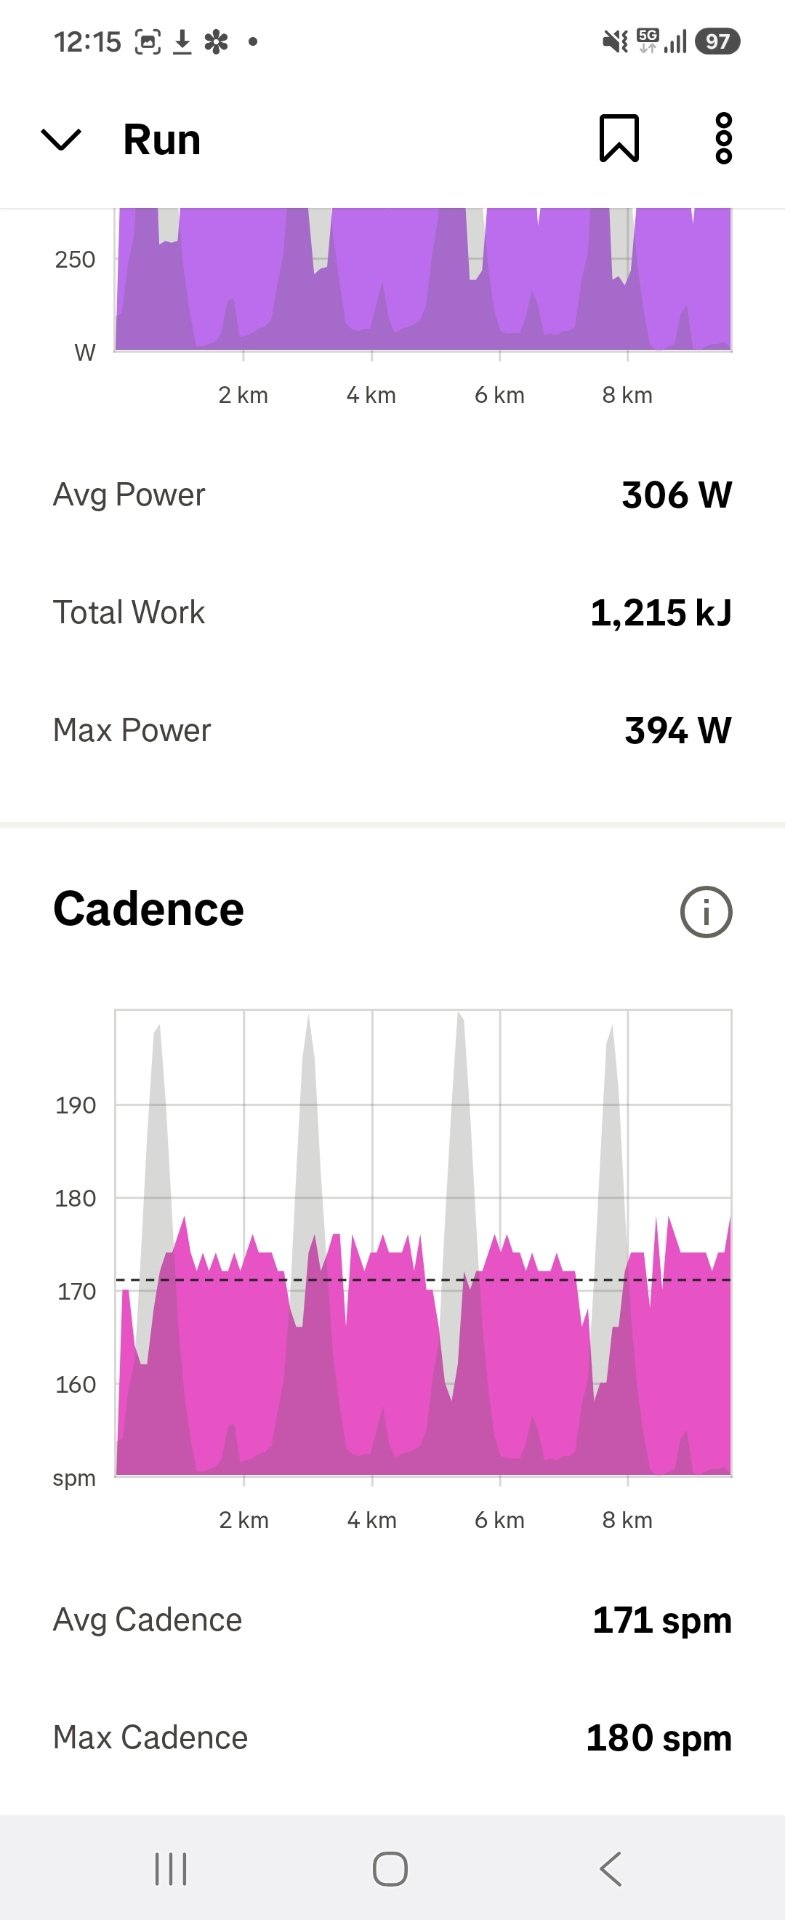 12:15 5G 97
Run
250
W
2 km 4 km 6 km 8 km
Avg Power 306 W
Total Work 1,215 kJ
Max Power 394 W
Cadence i
190
180
170
160
spm
2 km 4 km 6 km 8 km
Avg Cadence 171 spm
Max Cadence 180 spm